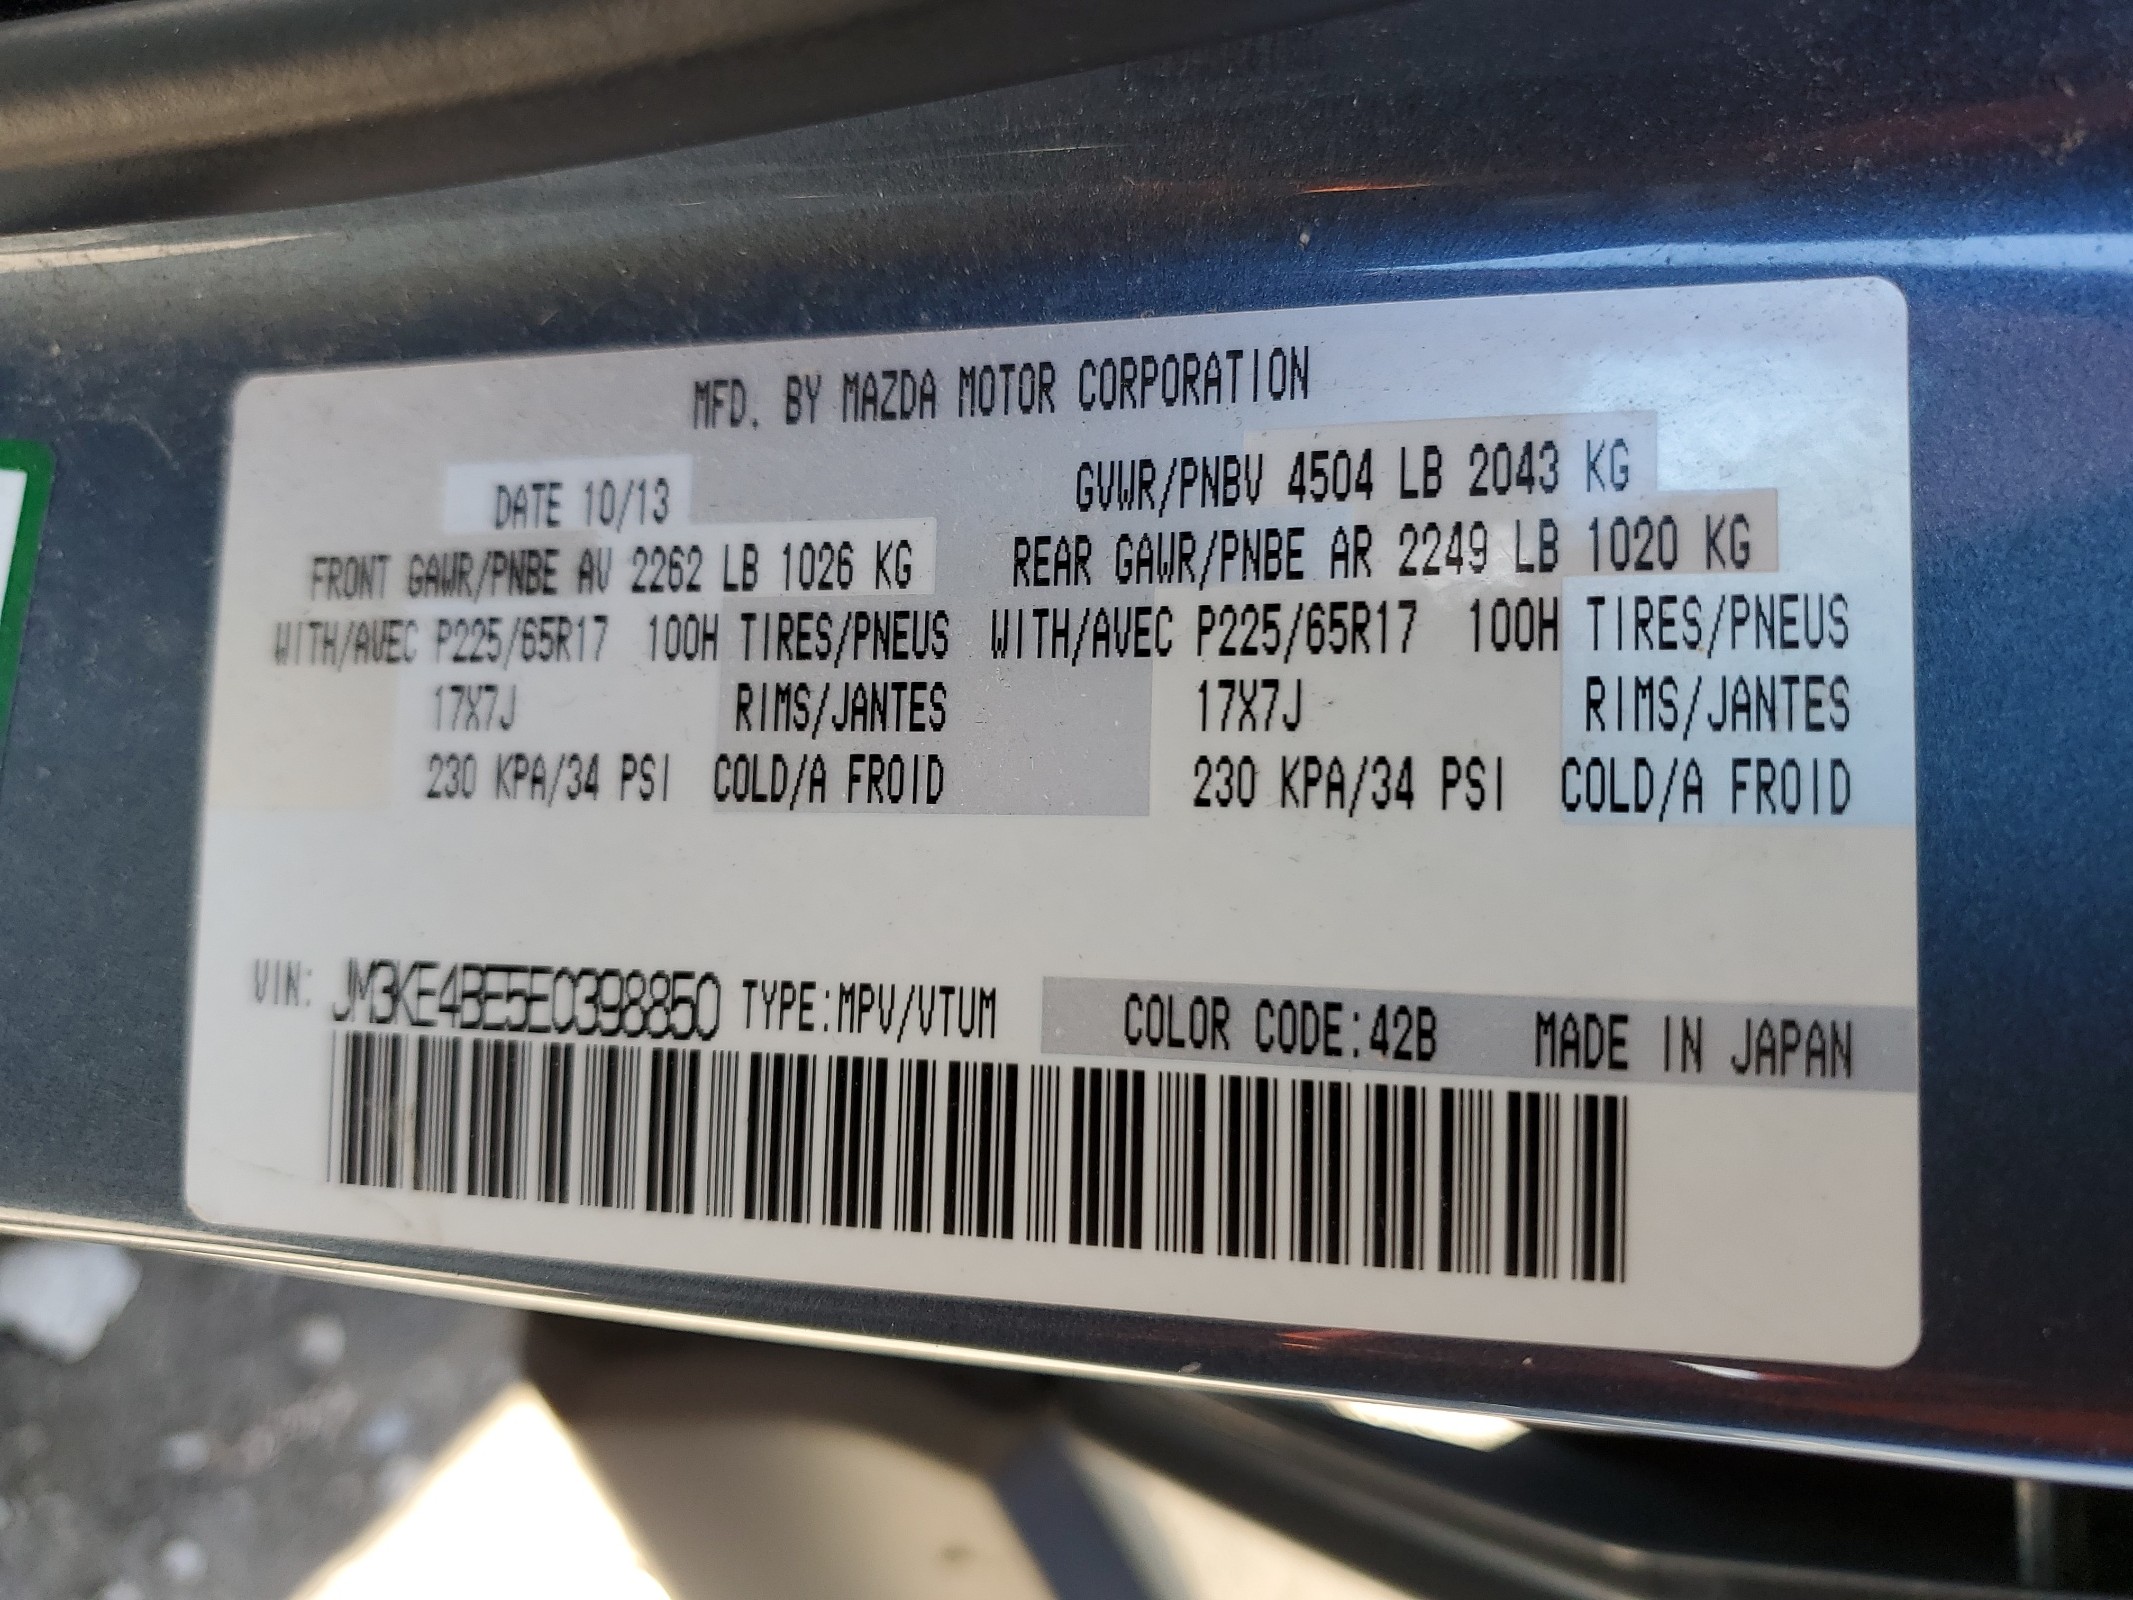 MFD. BY MAZDA MOTOR CORPORATION
DATE 10/13 GVWR/PNBV 4504 LB 2043 KG
FRONT GAWR/PNBE AV 2262 LB 1026 KG REAR GAWR/PNBE AR 2249 LB 1020 KG
WITH/AVEC P225/65R17 100H TIRES/PNEUS WITH/AVEC P225/65R17 100H TIRES/PNEUS
17X7J RIMS/JANTES 17X7J RIMS/JANTES
230 KPA/34 PSI COLD/A FROID 230 KPA/34 PSI COLD/A FROID
VIN: JM3KE4BE5E0398850 TYPE:MPV/VTUM COLOR CODE:42B MADE IN JAPAN